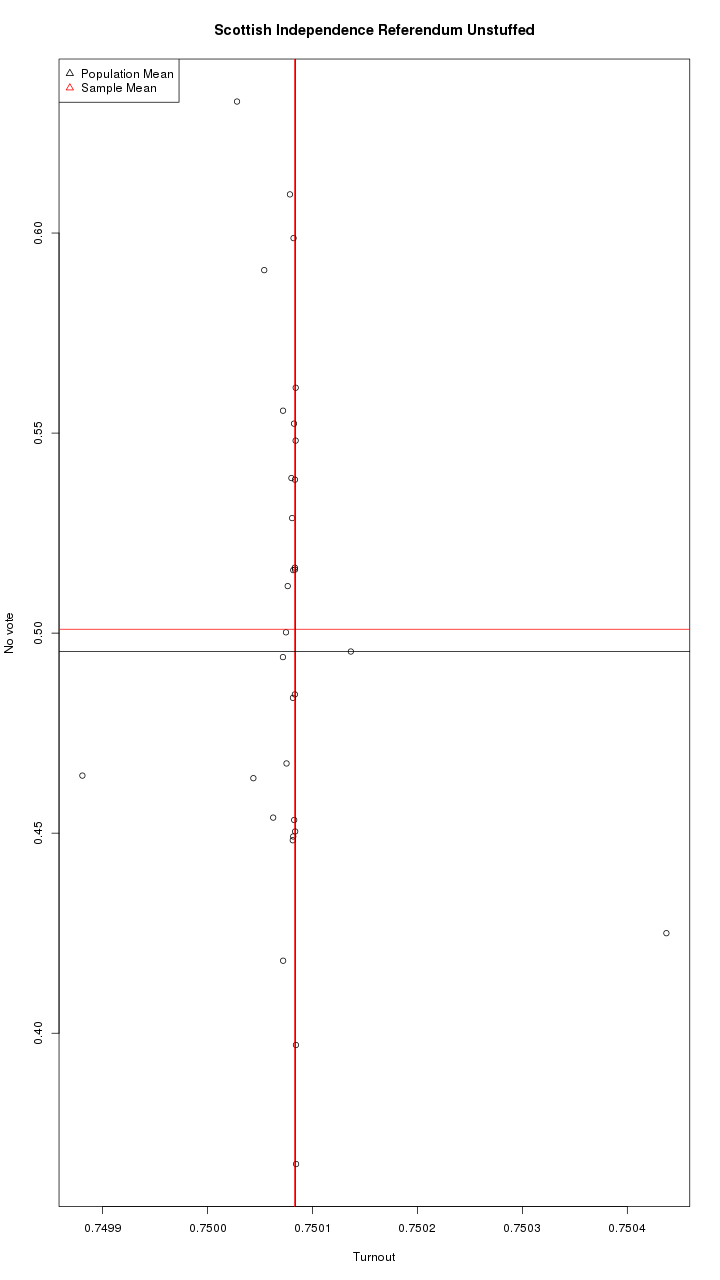 Scottish Independence Referendum Unstuffed
Population Mean
Sample Mean
0.60
0.55
0.50
0.45
0.40
No vote
0.7499
0.7500
0.7501
0.7502
0.7503
0.7504
Turnout